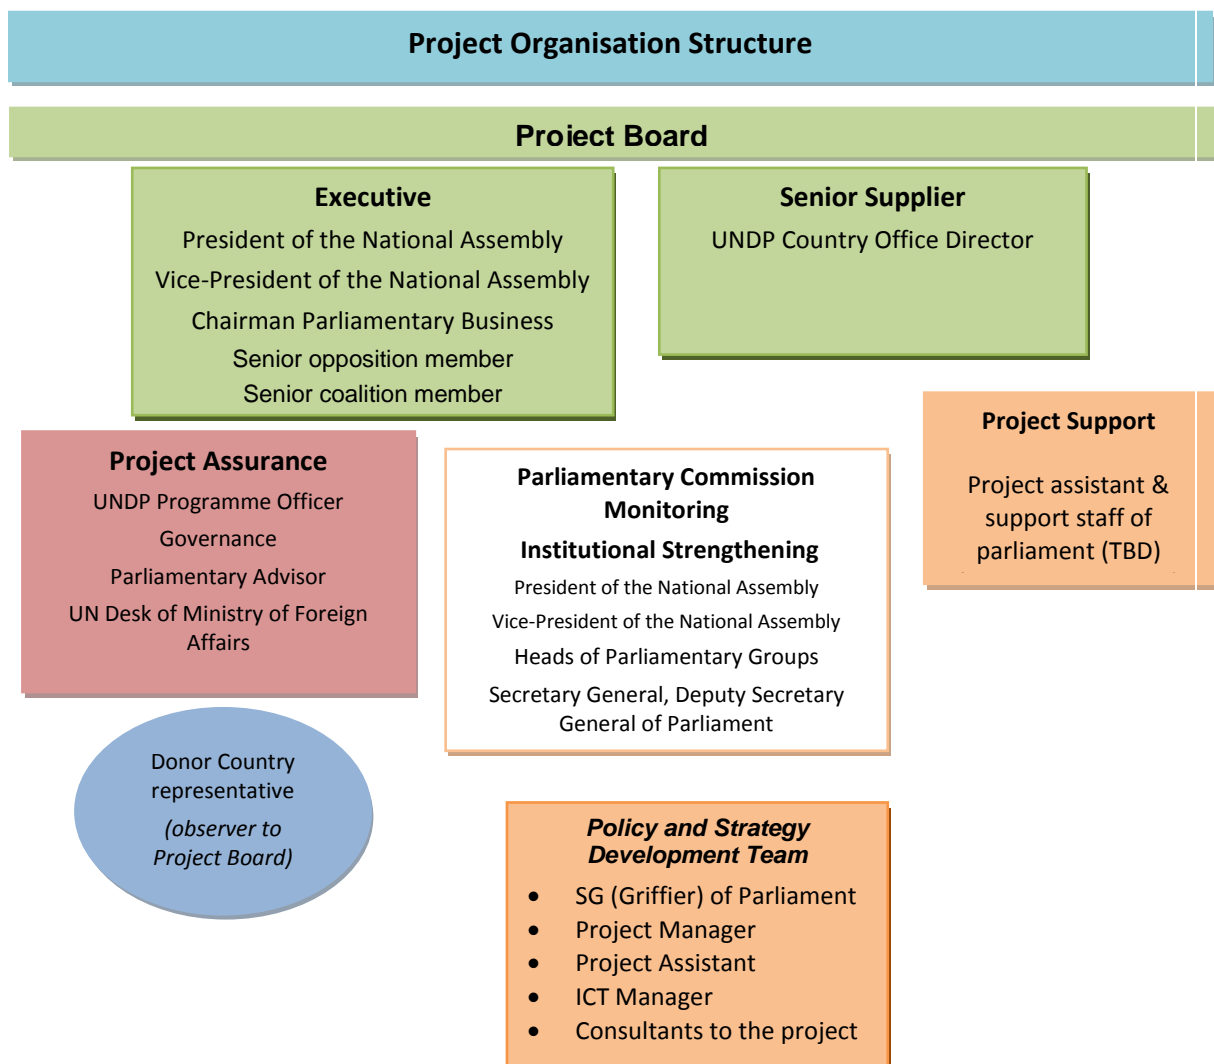 Project Organisation Structure
Project Board
Executive
President of the National Assembly
Vice-President of the National Assembly
Chairman Parliamentary Business
Senior opposition member
Senior coalition member
Senior Supplier
UNDP Country Office Director
Project Assurance
UNDP Programme Officer
Governance
Parliamentary Advisor
UN Desk of Ministry of Foreign
Affairs
Parliamentary Commission
Monitoring
Institutional Strengthening
President of the National Assembly
Vice-President of the National Assembly
Heads of Parliamentary Groups
Secretary General, Deputy Secretary
General of Parliament
Project Support
Project assistant &
support staff of
parliament (TBD)
Donor Country
representative
(observer to
Project Board)
Policy and Strategy
Development Team
• SG (Griffier) of Parliament
• Project Manager
• Project Assistant
• ICT Manager
• Consultants to the project